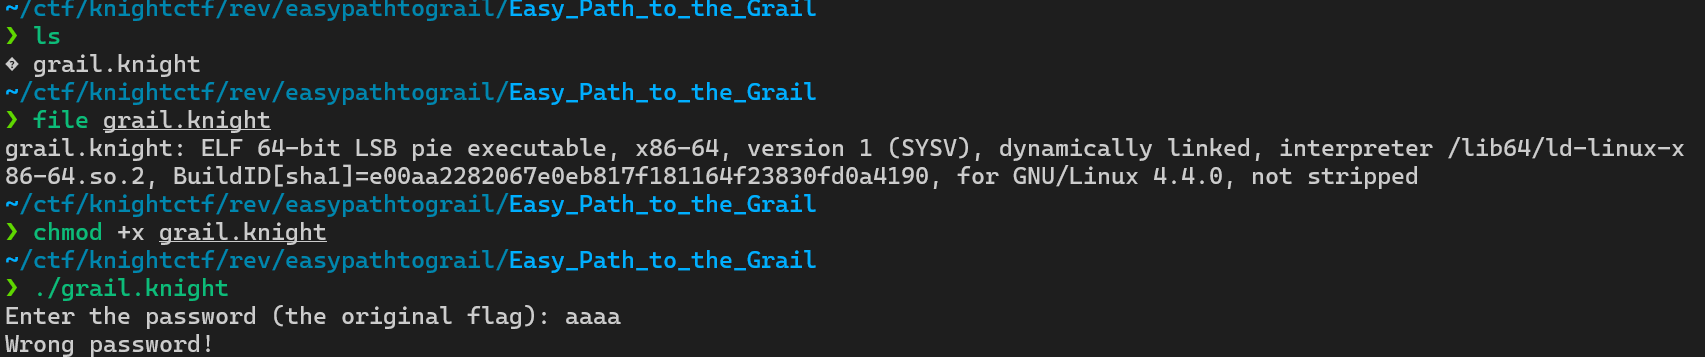 ~/ctf/knightctf/rev/easypathtograil/Easy_Path_to_the_Grail
❯ ls
� grail.knight
~/ctf/knightctf/rev/easypathtograil/Easy_Path_to_the_Grail
❯ file grail.knight
grail.knight: ELF 64-bit LSB pie executable, x86-64, version 1 (SYSV), dynamically linked, interpreter /lib64/ld-linux-x
86-64.so.2, BuildID[sha1]=e00aa2282067e0eb817f181164f23830fd0a4190, for GNU/Linux 4.4.0, not stripped
~/ctf/knightctf/rev/easypathtograil/Easy_Path_to_the_Grail
❯ chmod +x grail.knight
~/ctf/knightctf/rev/easypathtograil/Easy_Path_to_the_Grail
❯ ./grail.knight
Enter the password (the original flag): aaaa
Wrong password!